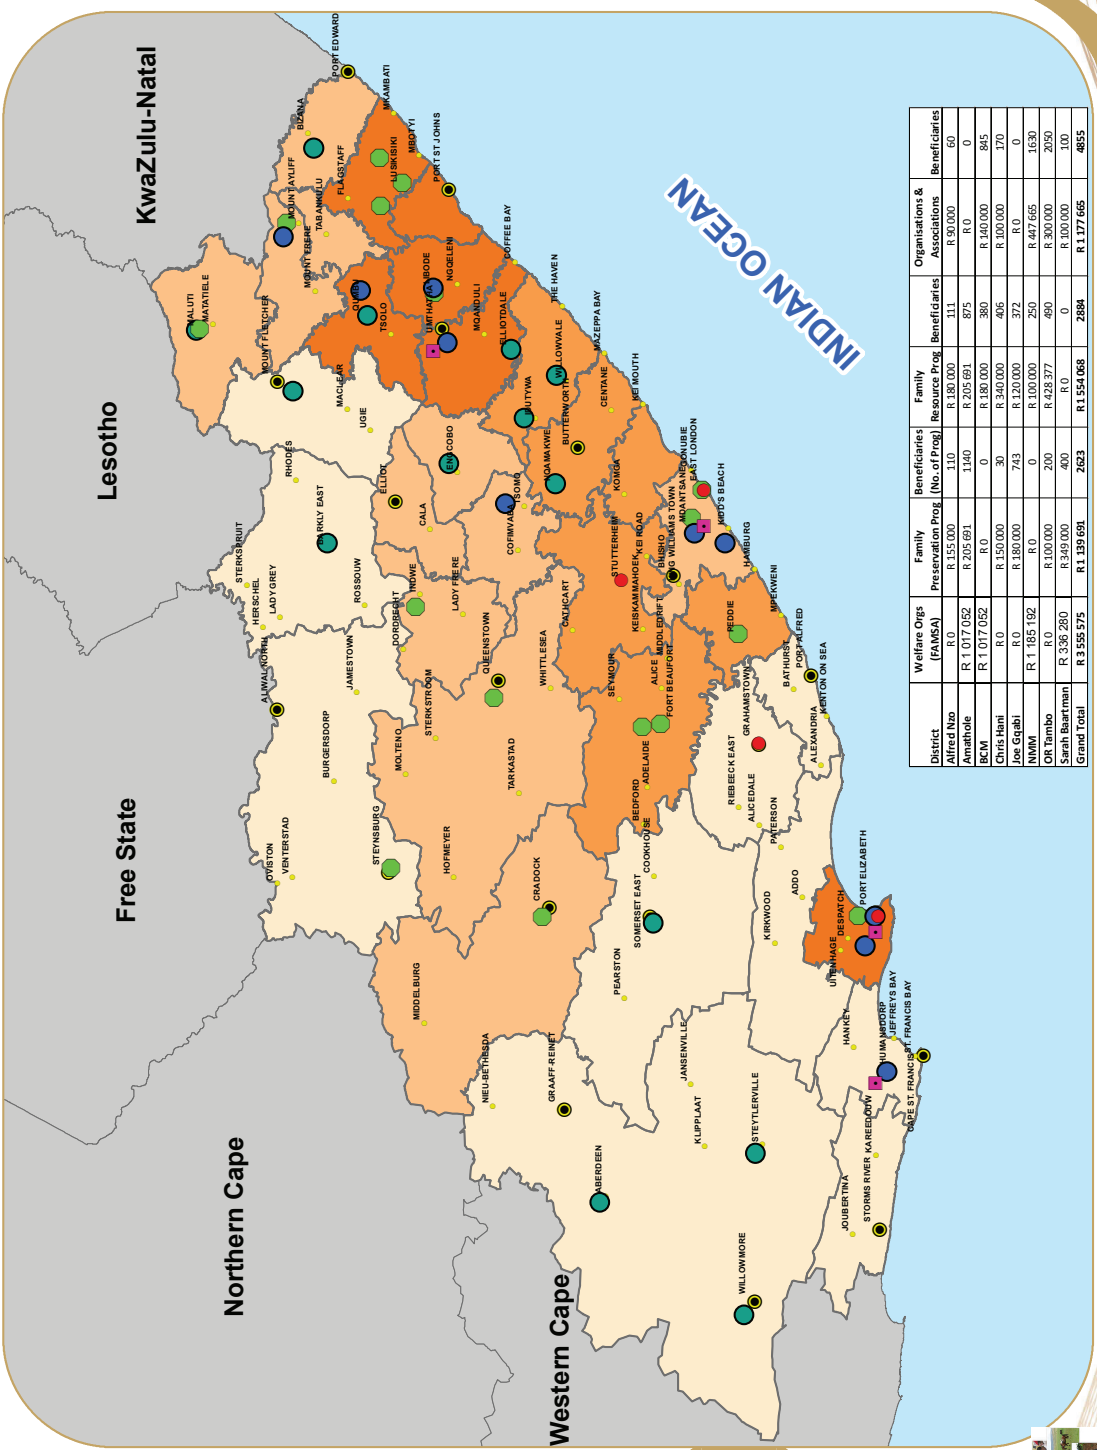 KwaZulu-Natal
Lesotho
Free State
Northern Cape
Western Cape
INDIAN OCEAN
PORT EDWARD
BIZANA
MKAMBATI
MBOTYI
LUSIKISIKI
FLAGSTAFF
PORT ST JOHNS
MOUNT AYLIFF
TABANKULU
MOUNT FRERE
MALUTI
MATATIELE
MOUNT FLETCHER
QUMBU
TSOLO
NGQELENI
UMTHATHA
MQANDULI
COFFEE BAY
ELLIOTDALE
THE HAVEN
WILLOWVALE
MAZEPPA BAY
BUTTERWORTH
CENTANE
NQAMAKWE
KEI MOUTH
KOMGA
MACLEAR
UGIE
ENGCOBO
ELLIOT
CALA
TSOMO
COFIMVABA
RHODES
BARKLY EAST
STERKSPRUIT
HERSCHEL
LADY GREY
ROSSOUW
INDWE
DORDRECHT
LADY FRERE
CATHCART
STUTTERHEIM
KEI ROAD
KEISKAMMAHOEK
BHISHO
EAST LONDON
KIDD'S BEACH
HAMBURG
MIDDLEDRIFT
PEDDIE
MPEKWENI
ALIWAL NORTH
JAMESTOWN
BURGERSDORP
STERKSTROOM
MOLTENO
QUEENSTOWN
WHITTLESEA
TARKASTAD
SEYMOUR
ALICE
FORT BEAUFORT
ADELAIDE
BEDFORD
GRAHAMSTOWN
BATHURST
PORT ALFRED
KENTON ON SEA
ALEXANDRIA
RIEBEECK EAST
ALICEDALE
PATERSON
OVISTON
VENTERSTAD
STEYNSBURG
HOFMEYER
CRADOCK
COOKHOUSE
SOMERSET EAST
PEARSTON
ADDO
KIRKWOOD
PORT ELIZABETH
DESPATCH
UITENHAGE
MIDDELBURG
NIEU-BETHESDA
GRAAFF-REINET
JANSENVILLE
KLIPPLAAT
STEYTLERVILLE
ABERDEEN
WILLOWMORE
HANKEY
HUMANSDORP
JEFFREYS BAY
ST. FRANCIS BAY
CAPE ST. FRANCIS
KAREEDOUW
STORMS RIVER
JOUBERTINA
District | Welfare Orgs (FAMSA) | Family Preservation Prog | Beneficiaries (No. of Prog) | Family Resource Prog | Beneficiaries | Organisations & Associations | Beneficiaries
Alfred Nzo | R 0 | R 155 000 | 110 | R 180 000 | 111 | R 90 000 | 60
Amathole | R 1 017 052 | R 205 691 | 1140 | R 205 691 | 875 | R 0 | 0
BCM | R 1 017 052 | R 0 | 0 | R 180 000 | 380 | R 140 000 | 845
Chris Hani | R 0 | R 150 000 | 30 | R 340 000 | 406 | R 100 000 | 170
Joe Gqabi | R 0 | R 180 000 | 743 | R 120 000 | 372 | R 0 | 0
NMM | R 1 185 192 | R 0 | 0 | R 100 000 | 250 | R 447 665 | 1630
OR Tambo | R 0 | R 100 000 | 200 | R 428 377 | 490 | R 300 000 | 2050
Sarah Baartman | R 336 280 | R 349 000 | 400 | R 0 | 0 | R 100 000 | 100
Grand Total | R 3 555 575 | R 1 139 691 | 2623 | R 1 554 068 | 2884 | R 1 177 665 | 4855